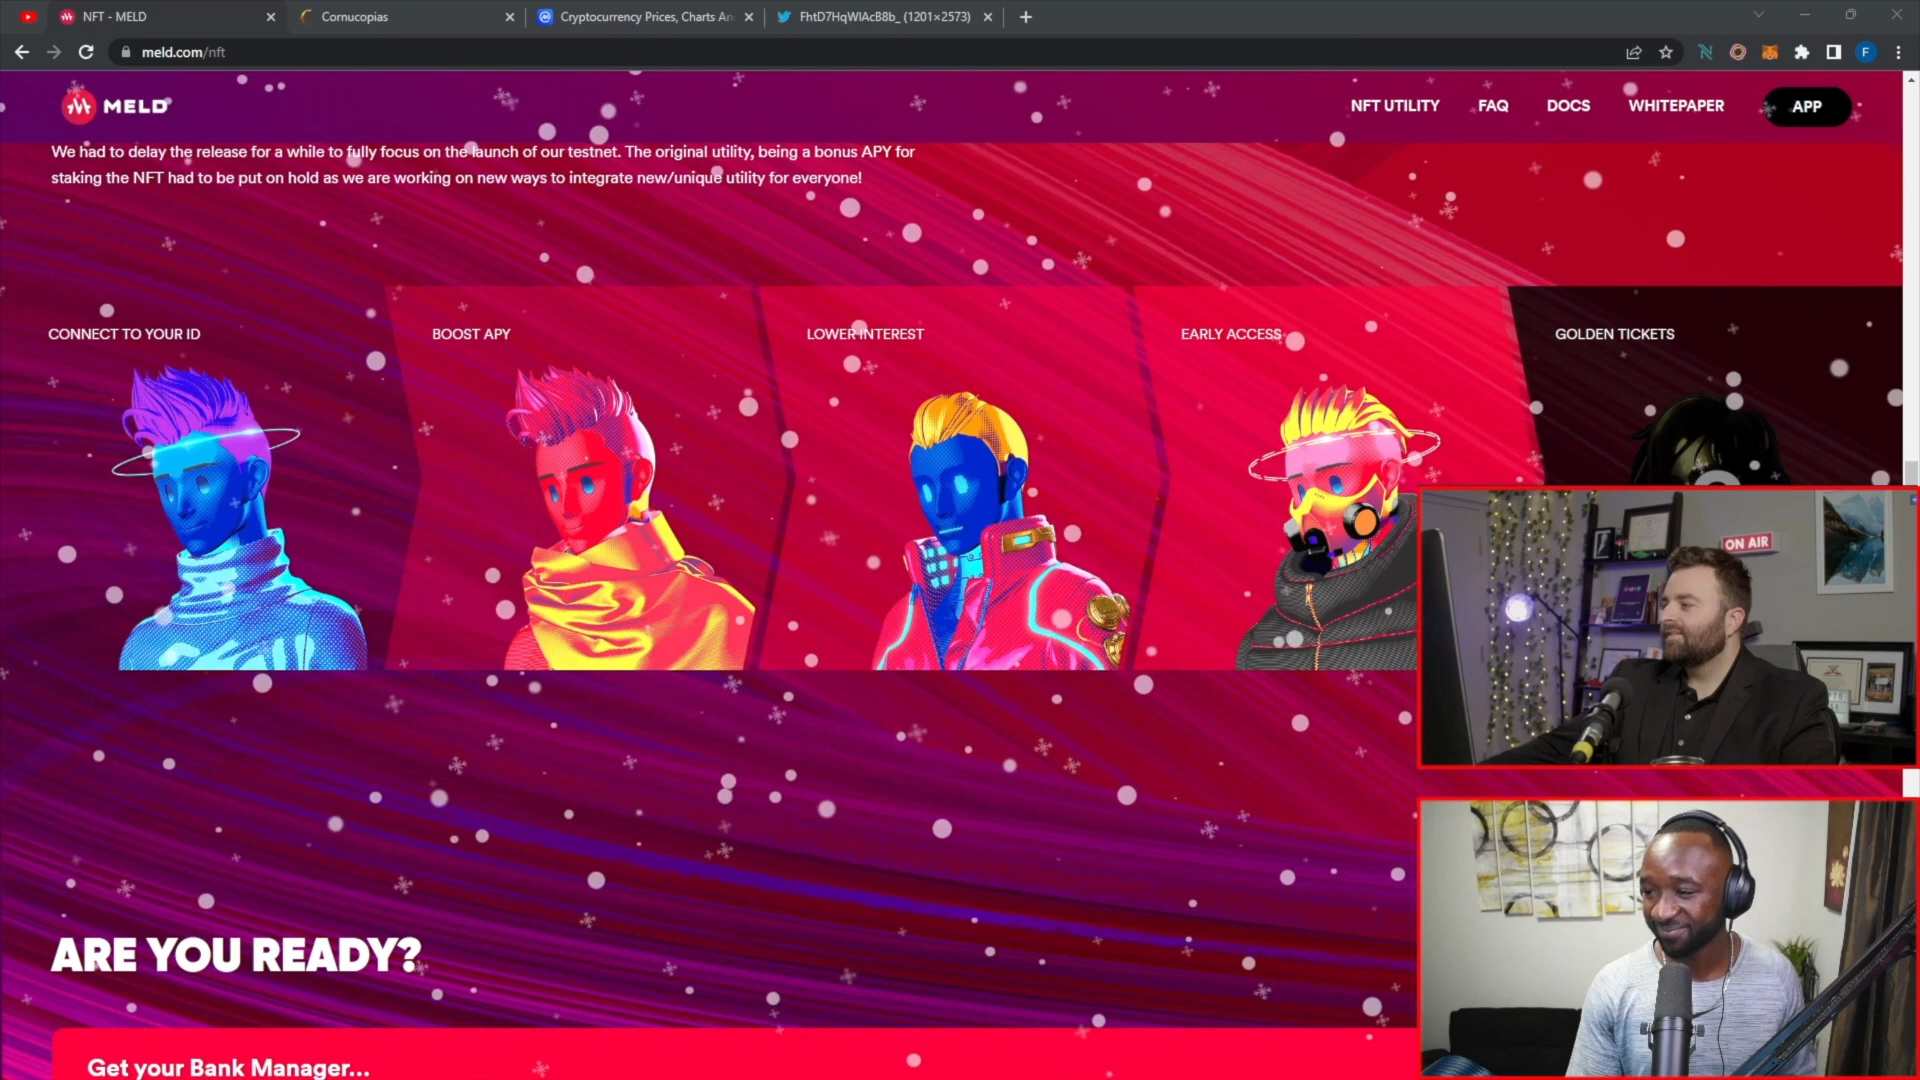 NFT - MELD
Cornucopias
Cryptocurrency Prices, Charts An
FhtD7HqWIAcB8b_ (1201×2573)
meld.com/nft
F
MELD
NFT UTILITY
FAQ
DOCS
WHITEPAPER
APP
We had to delay the release for a while to fully focus on the launch of our testnet. The original utility, being a bonus APY for
staking the NFT had to be put on hold as we are working on new ways to integrate new/unique utility for everyone!
CONNECT TO YOUR ID
BOOST APY
LOWER INTEREST
EARLY ACCESS
GOLDEN TICKETS
ON AIR
ARE YOU READY?
Get your Bank Manager...